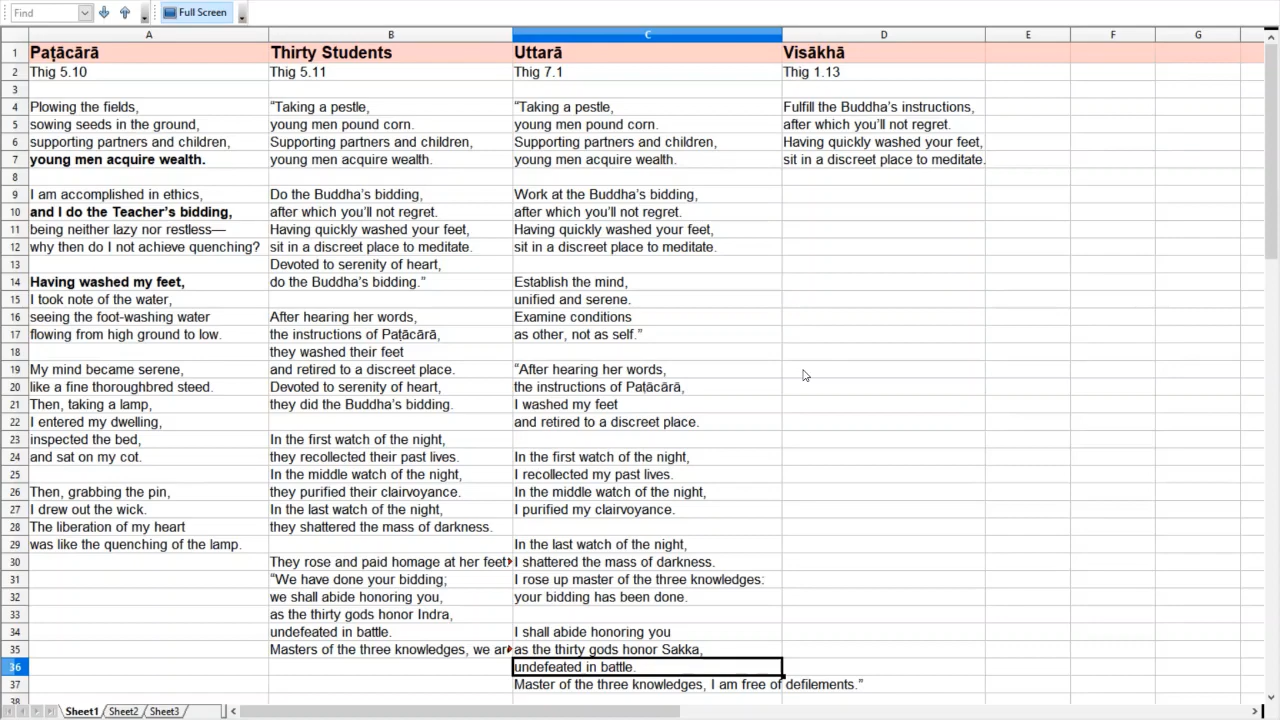 Find
Full Screen
A B C D E F G
1 Paṭācārā Thirty Students Uttarā Visākhā
2 Thig 5.10 Thig 5.11 Thig 7.1 Thig 1.13
3
4 Plowing the fields, “Taking a pestle, “Taking a pestle, Fulfill the Buddha’s instructions,
5 sowing seeds in the ground, young men pound corn. young men pound corn. after which you’ll not regret.
6 supporting partners and children, Supporting partners and children, Supporting partners and children, Having quickly washed your feet,
7 young men acquire wealth. young men acquire wealth. young men acquire wealth. sit in a discreet place to meditate.
8
9 I am accomplished in ethics, Do the Buddha’s bidding, Work at the Buddha’s bidding,
10 and I do the Teacher’s bidding, after which you’ll not regret. after which you’ll not regret.
11 being neither lazy nor restless— Having quickly washed your feet, Having quickly washed your feet,
12 why then do I not achieve quenching? sit in a discreet place to meditate. sit in a discreet place to meditate.
13 Devoted to serenity of heart,
14 Having washed my feet, do the Buddha’s bidding.” Establish the mind,
15 I took note of the water, unified and serene.
16 seeing the foot-washing water After hearing her words, Examine conditions
17 flowing from high ground to low. the instructions of Paṭācārā, as other, not as self.”
18 they washed their feet
19 My mind became serene, and retired to a discreet place. “After hearing her words,
20 like a fine thoroughbred steed. Devoted to serenity of heart, the instructions of Paṭācārā,
21 Then, taking a lamp, they did the Buddha’s bidding. I washed my feet
22 I entered my dwelling, and retired to a discreet place.
23 inspected the bed, In the first watch of the night,
24 and sat on my cot. they recollected their past lives. In the first watch of the night,
25 In the middle watch of the night, I recollected my past lives.
26 Then, grabbing the pin, they purified their clairvoyance. In the middle watch of the night,
27 I drew out the wick. In the last watch of the night, I purified my clairvoyance.
28 The liberation of my heart they shattered the mass of darkness.
29 was like the quenching of the lamp. In the last watch of the night,
30 They rose and paid homage at her feet: I shattered the mass of darkness.
31 “We have done your bidding; I rose up master of the three knowledges:
32 we shall abide honoring you, your bidding has been done.
33 as the thirty gods honor Indra,
34 undefeated in battle. I shall abide honoring you
35 Masters of the three knowledges, we ar as the thirty gods honor Sakka,
36 undefeated in battle.
37 Master of the three knowledges, I am free of defilements.”
38
Sheet1 Sheet2 Sheet3